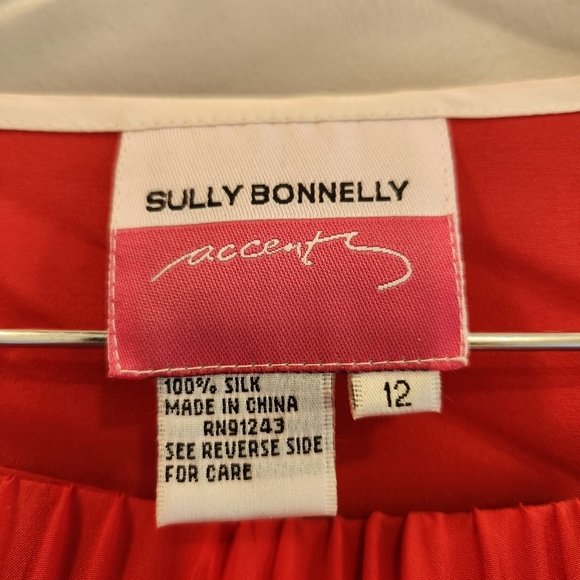 SULLY BONNELLY
accents
100% SILK
MADE IN CHINA
RN91243
SEE REVERSE SIDE
FOR CARE
12